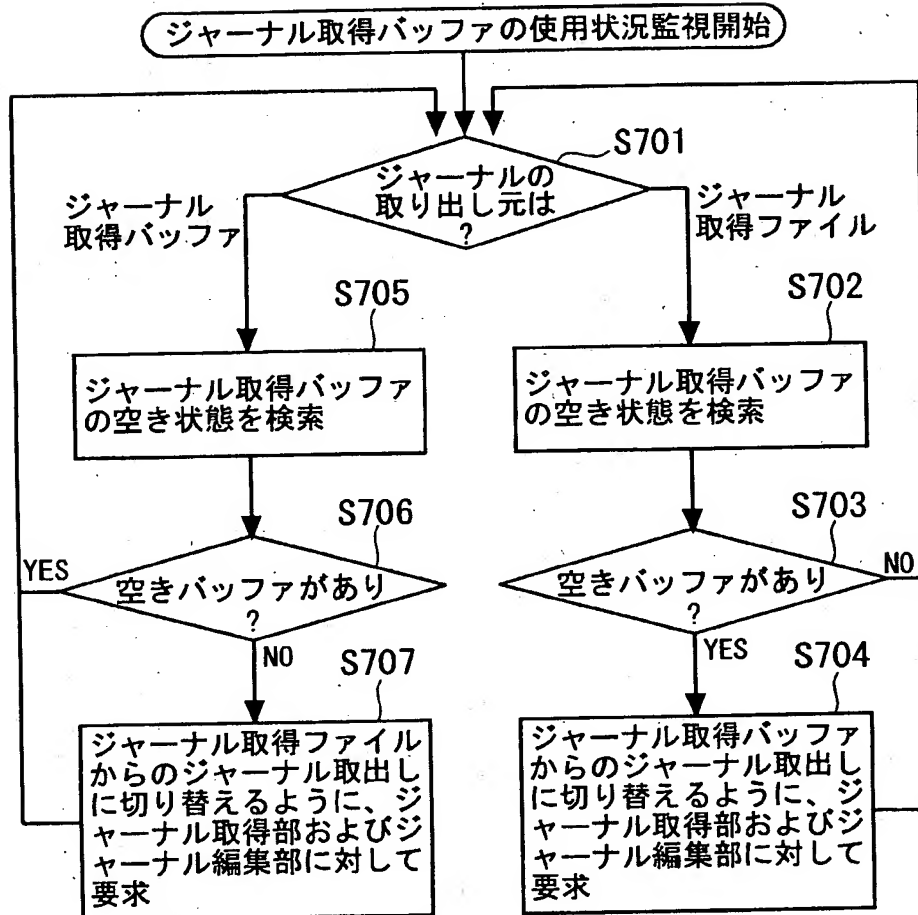 ジャーナル取得バッファの使用状況監視開始
S701
ジャーナルの
取り出し元は
?
ジャーナル
取得バッファ
ジャーナル
取得ファイル
S705
ジャーナル取得バッファ
の空き状態を検索
S702
ジャーナル取得バッファ
の空き状態を検索
S706
空きバッファがあり
?
YES
NO
S703
空きバッファがあり
?
NO
YES
S707
ジャーナル取得ファイル
からのジャーナル取出し
に切り替えるように、ジ
ャーナル取得部およびジ
ャーナル編集部に対して
要求
S704
ジャーナル取得バッファ
からのジャーナル取出し
に切り替えるように、ジ
ャーナル取得部およびジ
ャーナル編集部に対して
要求